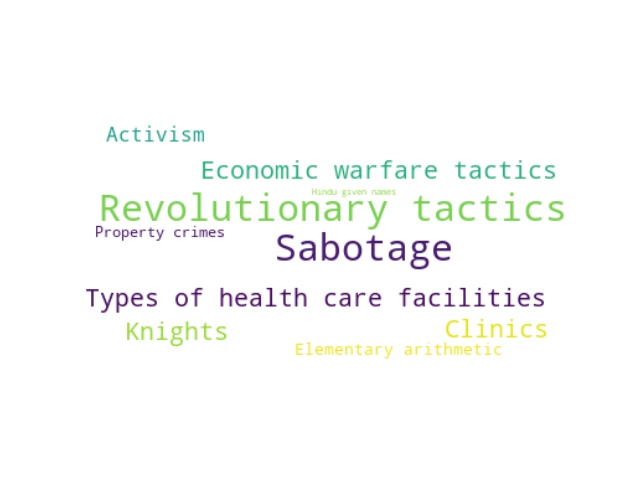 Activism
Economic warfare tactics
Hindu given names
Revolutionary tactics
Property crimes
Sabotage
Types of health care facilities
Knights
Clinics
Elementary arithmetic